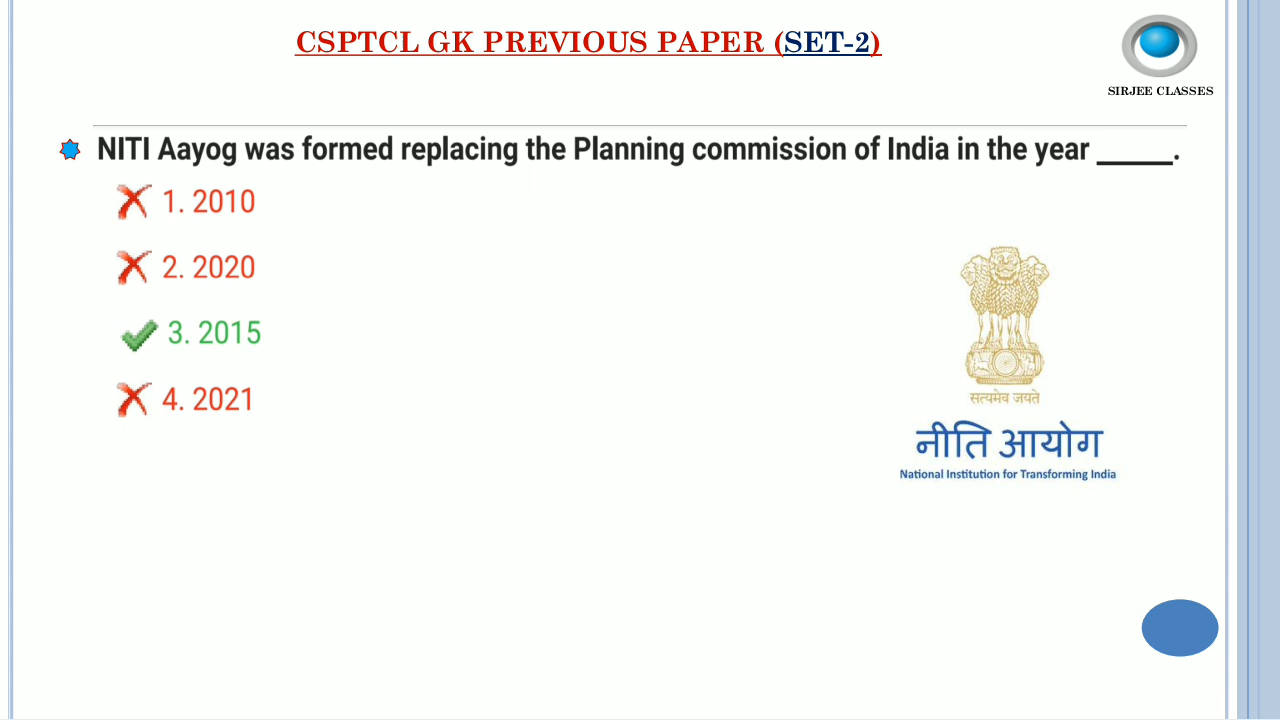 CSPTCL GK PREVIOUS PAPER (SET-2)
SIRJEE CLASSES
NITI Aayog was formed replacing the Planning commission of India in the year ______.
1. 2010
2. 2020
3. 2015
4. 2021
सत्यमेव जयते
नीति आयोग
National Institution for Transforming India